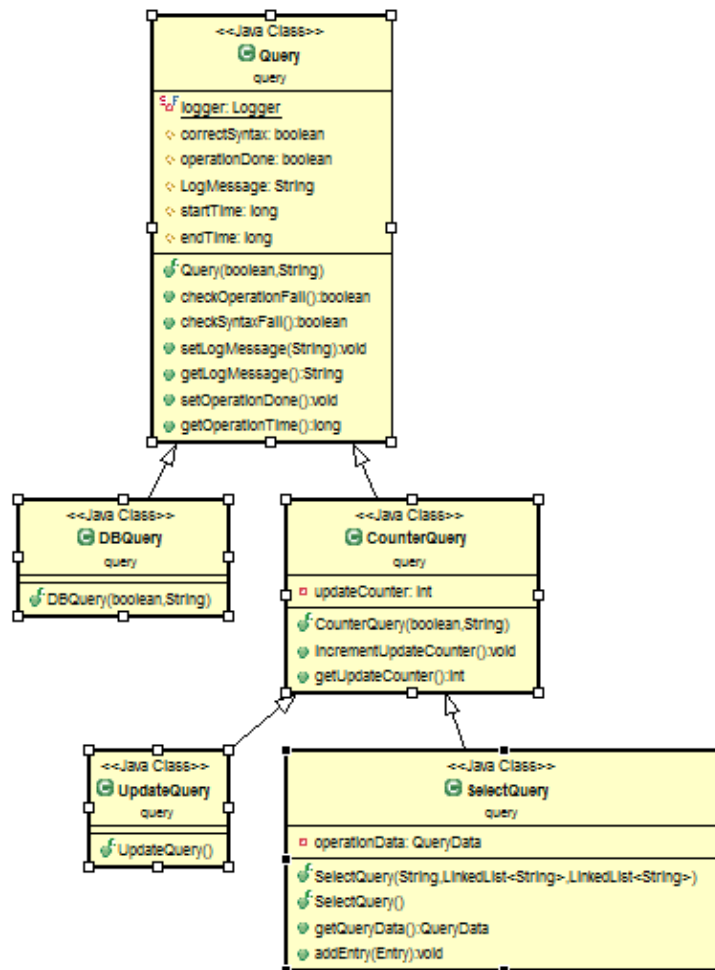 <<Java Class>>
Query
query
logger: Logger
correctSyntax: boolean
operationDone: boolean
LogMessage: String
startTime: long
endTime: long
Query(boolean,String)
checkOperationFail():boolean
checkSyntaxFail():boolean
setLogMessage(String):void
getLogMessage():String
setOperationDone():void
getOperationTime():long
<<Java Class>>
DBQuery
query
DBQuery(boolean,String)
<<Java Class>>
CounterQuery
query
updateCounter: int
CounterQuery(boolean,String)
incrementUpdateCounter():void
getUpdateCounter():int
<<Java Class>>
UpdateQuery
query
UpdateQuery()
<<Java Class>>
SelectQuery
query
operationData: QueryData
SelectQuery(String,LinkedList<String>,LinkedList<String>)
SelectQuery()
getQueryData():QueryData
addEntry(Entry):void